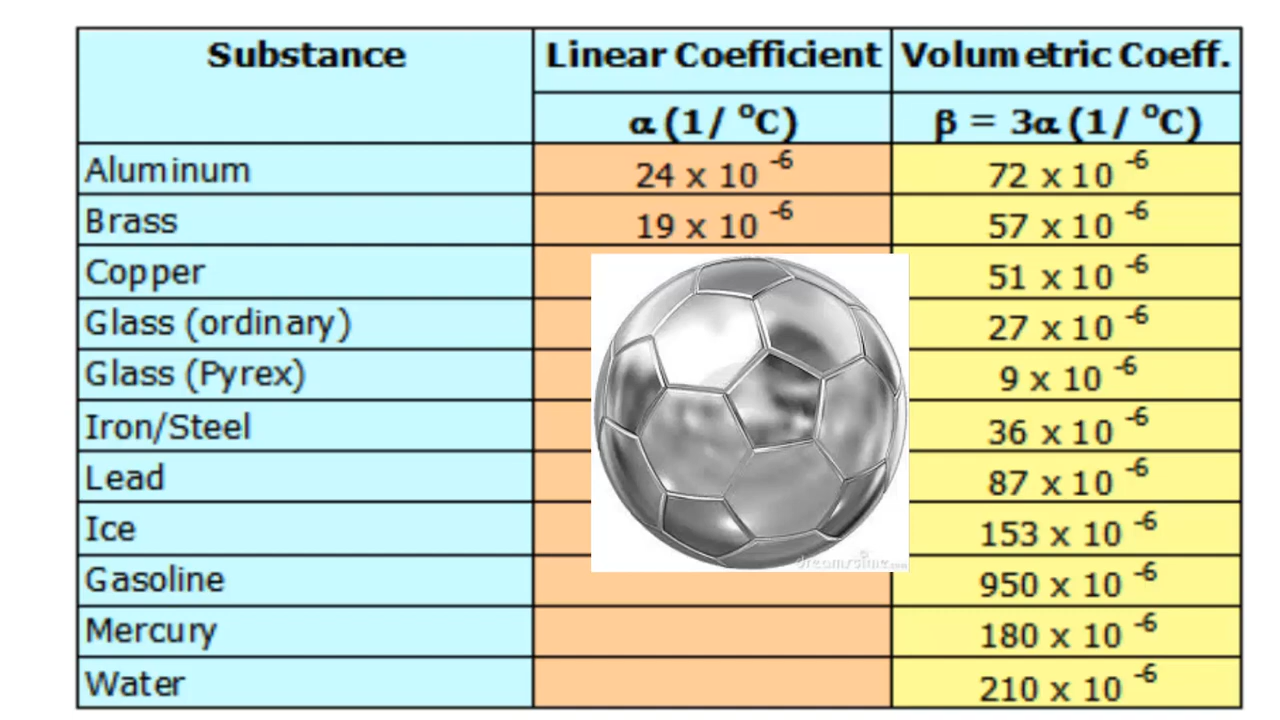 Substance Linear Coefficient Volumetric Coeff.
α (1/ °C) β = 3α (1/ °C)
Aluminum 24 x 10 -6 72 x 10 -6
Brass 19 x 10 -6 57 x 10 -6
Copper 51 x 10 -6
Glass (ordinary) 27 x 10 -6
Glass (Pyrex) 9 x 10 -6
Iron/Steel 36 x 10 -6
Lead 87 x 10 -6
Ice 153 x 10 -6
dreamstime.com
Gasoline 950 x 10 -6
Mercury 180 x 10 -6
Water 210 x 10 -6